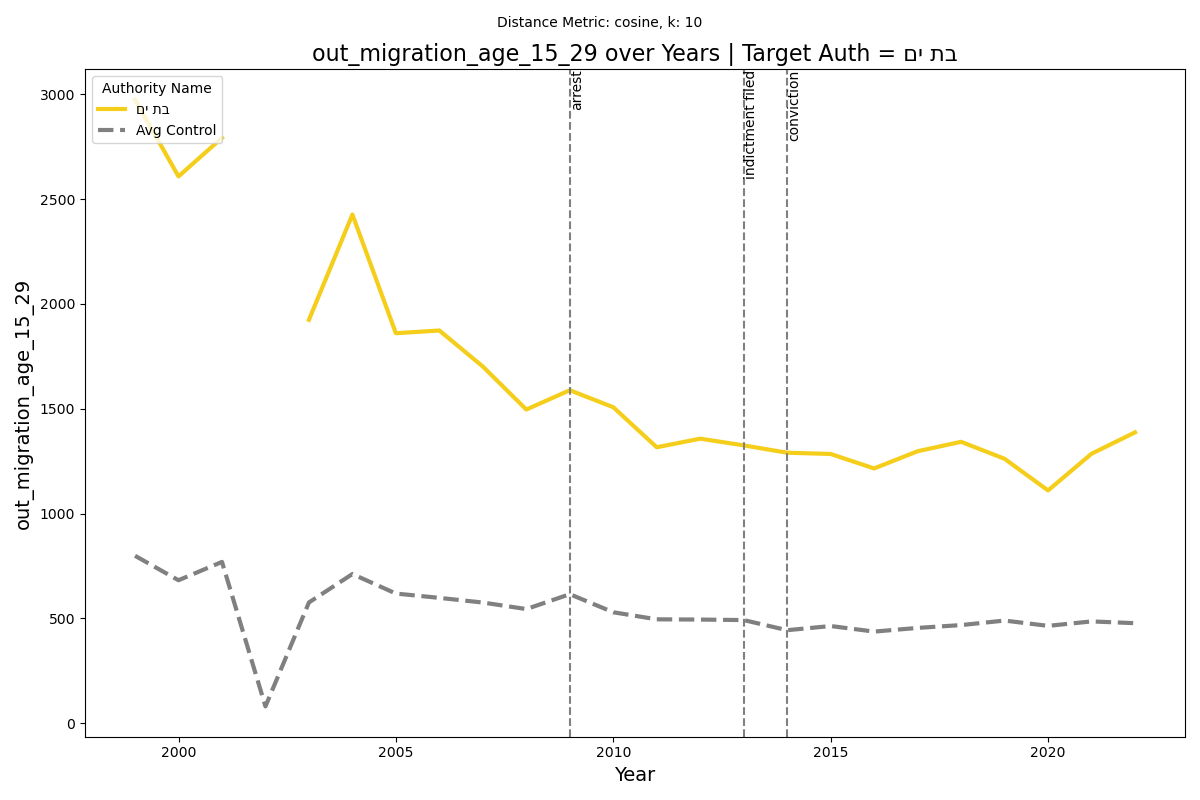 Distance Metric: cosine, k: 10
out_migration_age_15_29 over Years | Target Auth = בת ים
Authority Name
בת ים
Avg Control
arrest
indictment filed
conviction
out_migration_age_15_29
3000
2500
2000
1500
1000
500
0
2000
2005
2010
2015
2020
Year